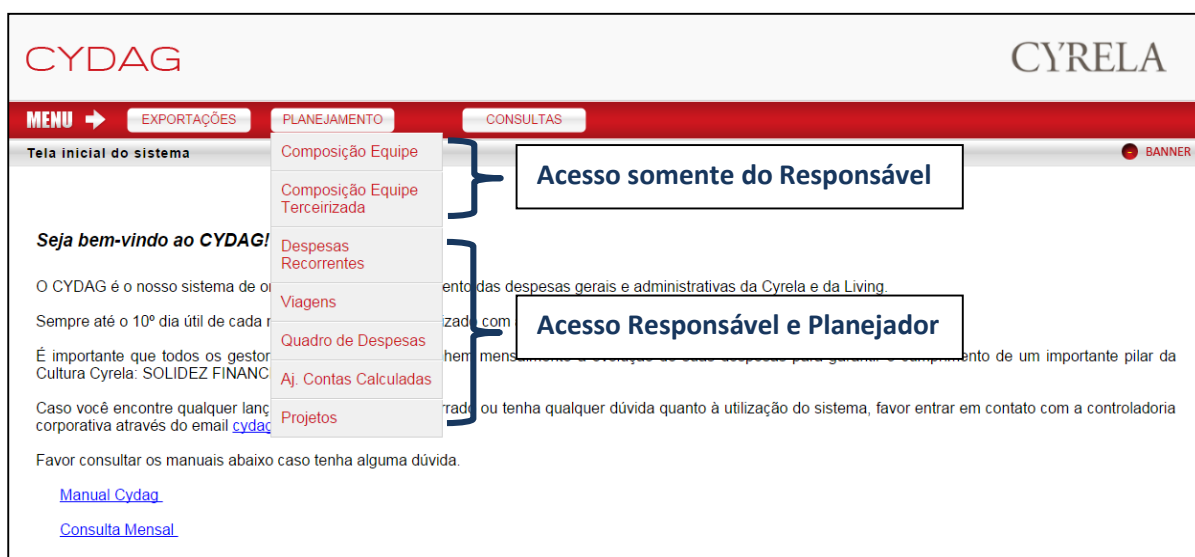 CYDAG
CYRELA
MENU
EXPORTAÇÕES
PLANEJAMENTO
CONSULTAS
Tela inicial do sistema
BANNER
Composição Equipe
Composição Equipe
Terceirizada
Despesas
Recorrentes
Viagens
Quadro de Despesas
Aj. Contas Calculadas
Projetos
Acesso somente do Responsável
Acesso Responsável e Planejador
Seja bem-vindo ao CYDAG!
O CYDAG é o nosso sistema de das despesas gerais e administrativas da Cyrela e da Living.
Sempre até o 10º dia útil de cada com
É importante que todos os mensalmente a evolução de suas despesas para garantir o cumprimento de um importante pilar da
Cultura Cyrela: SOLIDEZ
Caso você encontre qualquer ou tenha qualquer dúvida quanto à utilização do sistema, favor entrar em contato com a controladoria
corporativa através do email
Favor consultar os manuais abaixo caso tenha alguma dúvida.
Manual Cydag
Consulta Mensal